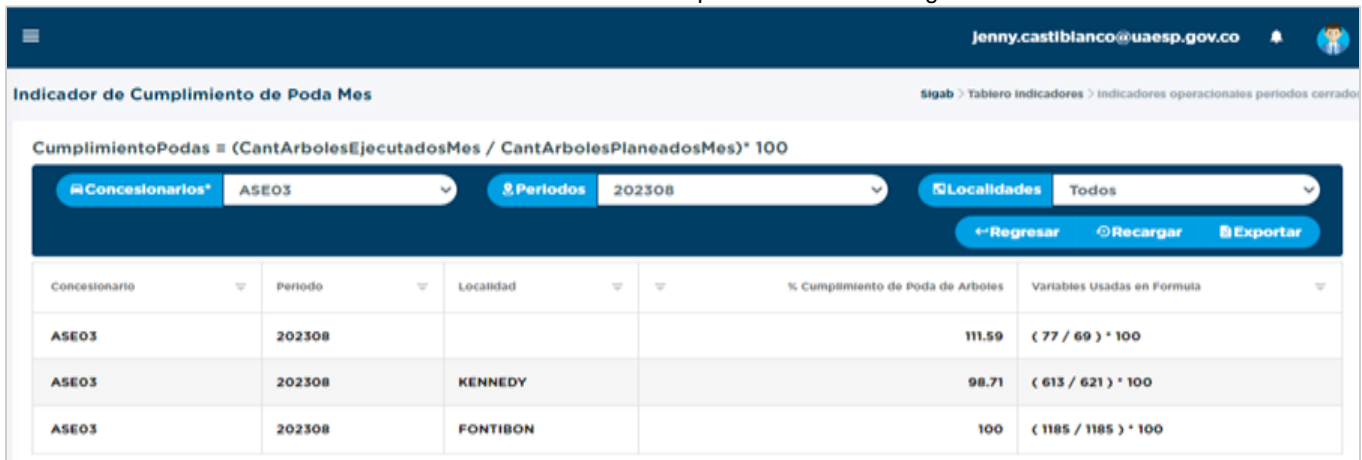 jenny.castiblanco@uaesp.gov.co
Indicador de Cumplimiento de Poda Mes
Sigab > Tablero indicadores > Indicadores operacionales periodos cerrado
CumplimientoPodas = (CantArbolesEjecutadosMes / CantArbolesPlaneadosMes)* 100
Concesionarios* ASE03 Periodos 202308 Localidades Todos
Regresar Recargar Exportar
Concesionario Periodo Localidad % Cumplimiento de Poda de Arboles Variables Usadas en Formula
ASE03 202308 111.59 ( 77 / 69 ) * 100
ASE03 202308 KENNEDY 98.71 ( 613 / 621 ) * 100
ASE03 202308 FONTIBON 100 ( 1185 / 1185 ) * 100